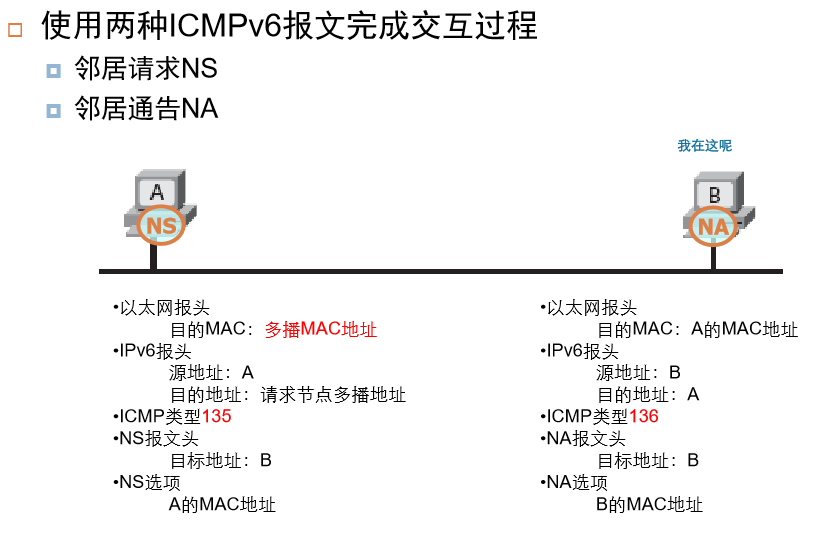 使用两种ICMPv6报文完成交互过程
邻居请求NS
邻居通告NA
我在这呢
A
NS
B
NA
•以太网报头
目的MAC：多播MAC地址
•IPv6报头
源地址：A
目的地址：请求节点多播地址
•ICMP类型135
•NS报文头
目标地址：B
•NS选项
A的MAC地址
•以太网报头
目的MAC：A的MAC地址
•IPv6报头
源地址：B
目的地址：A
•ICMP类型136
•NA报文头
目标地址：B
•NA选项
B的MAC地址